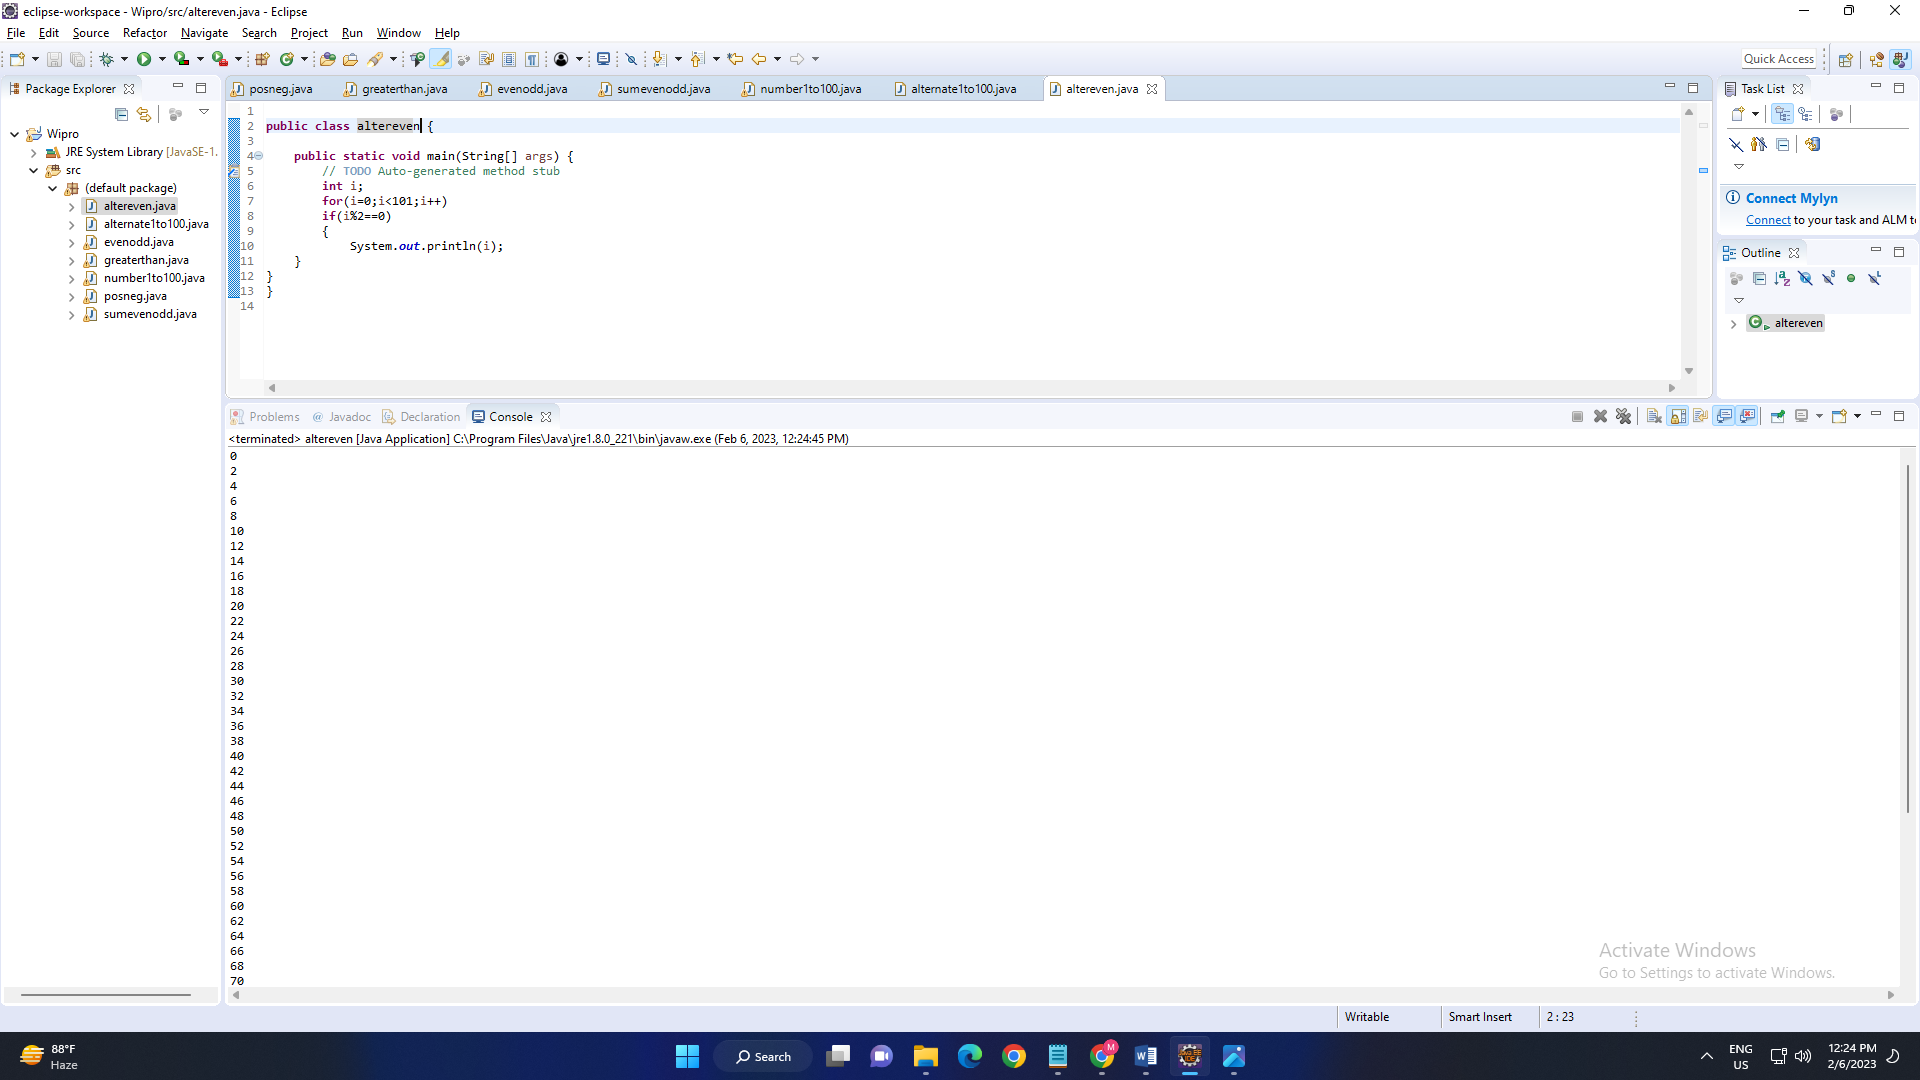 eclipse-workspace - Wipro/src/altereven.java - Eclipse
File Edit Source Refactor Navigate Search Project Run Window Help
Quick Access
Package Explorer
Wipro
JRE System Library [JavaSE-1.
src
(default package)
altereven.java
alternate1to100.java
evenodd.java
greaterthan.java
number1to100.java
posneg.java
sumevenodd.java
posneg.java greaterthan.java evenodd.java sumevenodd.java number1to100.java alternate1to100.java altereven.java
1
2 public class altereven {
3
4 public static void main(String[] args) {
5 // TODO Auto-generated method stub
6 int i;
7 for(i=0;i<101;i++)
8 if(i%2==0)
9 {
10 System.out.println(i);
11 }
12 }
13 }
14
Task List
Connect Mylyn
Connect to your task and ALM to
Outline
altereven
Problems Javadoc Declaration Console
<terminated> altereven [Java Application] C:\Program Files\Java\jre1.8.0_221\bin\javaw.exe (Feb 6, 2023, 12:24:45 PM)
0
2
4
6
8
10
12
14
16
18
20
22
24
26
28
30
32
34
36
38
40
42
44
46
48
50
52
54
56
58
60
62
64
66
68
70
Activate Windows
Go to Settings to activate Windows.
Writable Smart Insert 2 : 23
88°F
Haze
Search
M
ENG
US
12:24 PM
2/6/2023